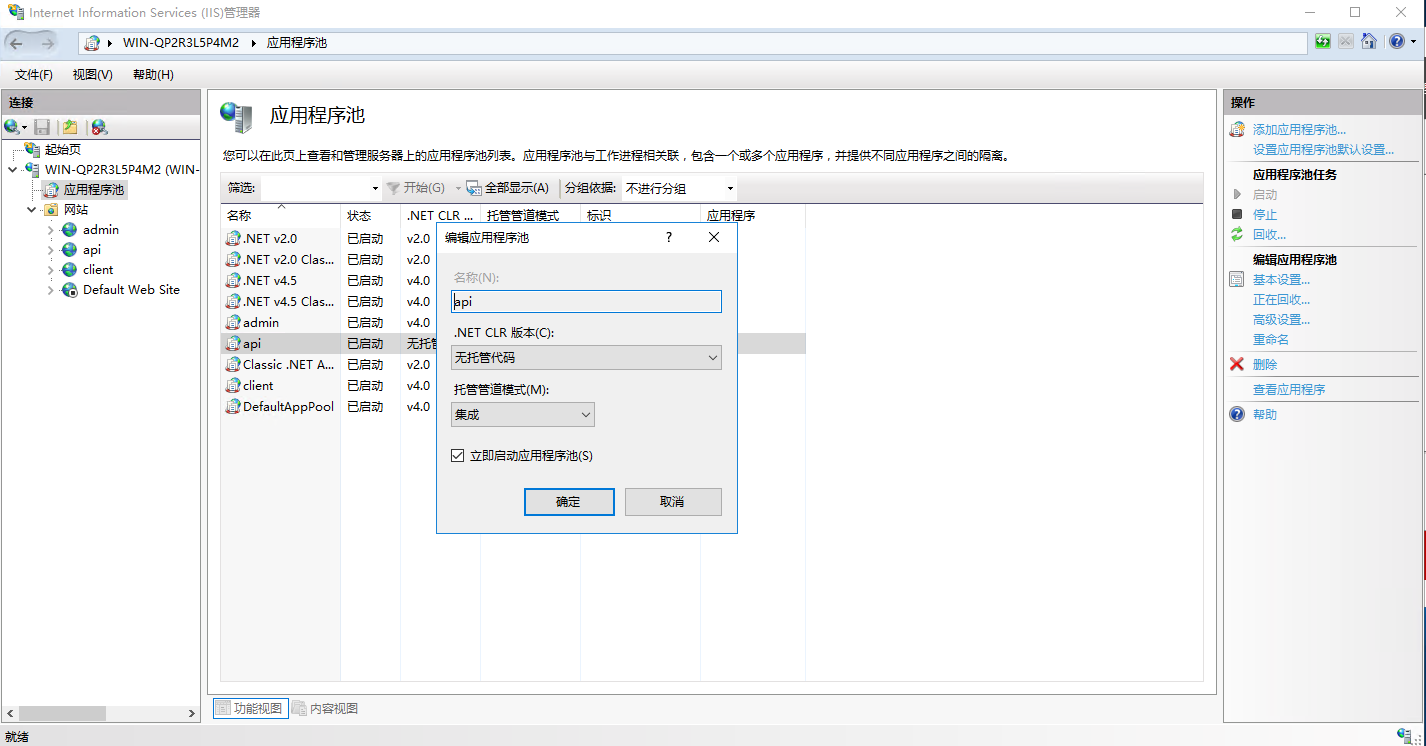 Internet Information Services (IIS)管理器
WIN-QP2R3L5P4M2 应用程序池
文件(F) 视图(V) 帮助(H)
连接
起始页
WIN-QP2R3L5P4M2 (WIN-
应用程序池
网站
admin
api
client
Default Web Site
应用程序池
您可以在此页上查看和管理服务器上的应用程序池列表。应用程序池与工作进程相关联，包含一个或多个应用程序，并提供不同应用程序之间的隔离。
筛选: 开始(G) 全部显示(A) 分组依据: 不进行分组
名称 状态 .NET CLR ... 托管管道模式 标识 应用程序
.NET v2.0 已启动 v2.0
.NET v2.0 Clas... 已启动 v2.0
.NET v4.5 已启动 v4.0
.NET v4.5 Clas... 已启动 v4.0
admin 已启动 v4.0
api 已启动 无托管
Classic .NET A... 已启动 v2.0
client 已启动 v4.0
DefaultAppPool 已启动 v4.0
编辑应用程序池 ?
名称(N):
api
.NET CLR 版本(C):
无托管代码
托管管道模式(M):
集成
立即启动应用程序池(S)
确定 取消
功能视图 内容视图
操作
添加应用程序池...
设置应用程序池默认设置...
应用程序池任务
启动
停止
回收...
编辑应用程序池
基本设置...
正在回收...
高级设置...
重命名
删除
查看应用程序
帮助
就绪